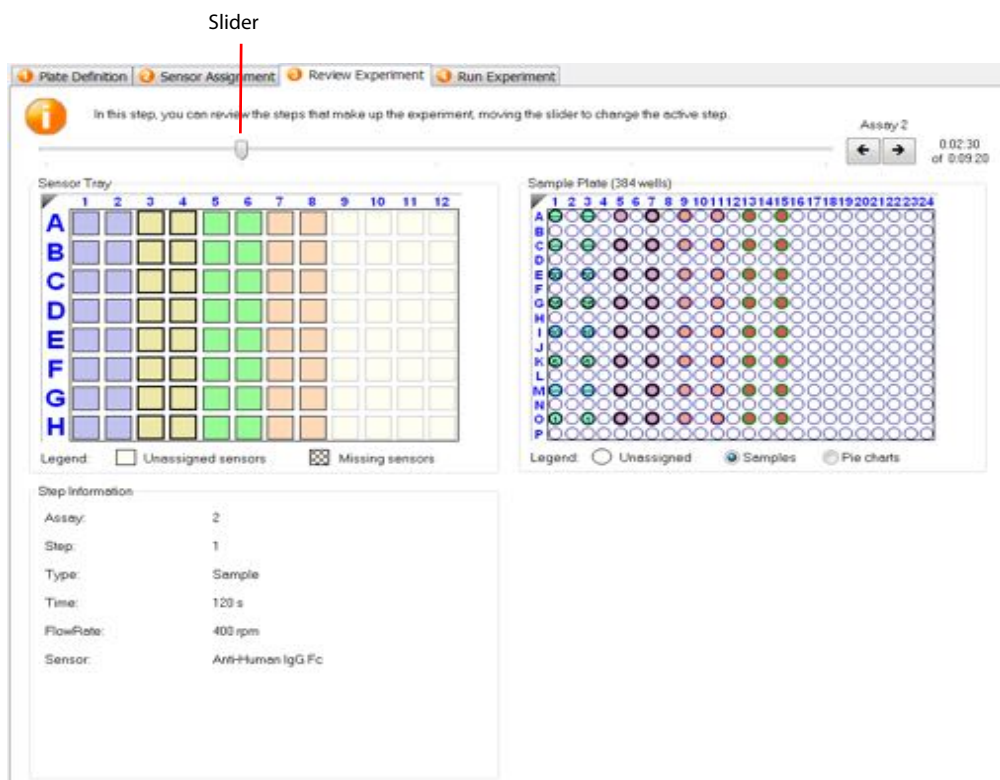 Slider
Plate Definition Sensor Assignment Review Experiment Run Experiment
In this step, you can review the steps that make up the experiment, moving the slider to change the active step.
Assay 2
0:02:30
of 0:09:20
Sensor Tray
1 2 3 4 5 6 7 8 9 10 11 12
A
B
C
D
E
F
G
H
Legend: Unassigned sensors Missing sensors
Sample Plate (384 wells)
1 2 3 4 5 6 7 8 9 10 11 12 13 14 15 16 17 18 19 20 21 22 23 24
A
B
C
D
E
F
G
H
I
J
K
L
M
N
O
P
Legend: Unassigned Samples Pie charts
Step Information
Assay: 2
Step: 1
Type: Sample
Time: 120 s
FlowRate: 400 rpm
Sensor: Anti-Human IgG Fc